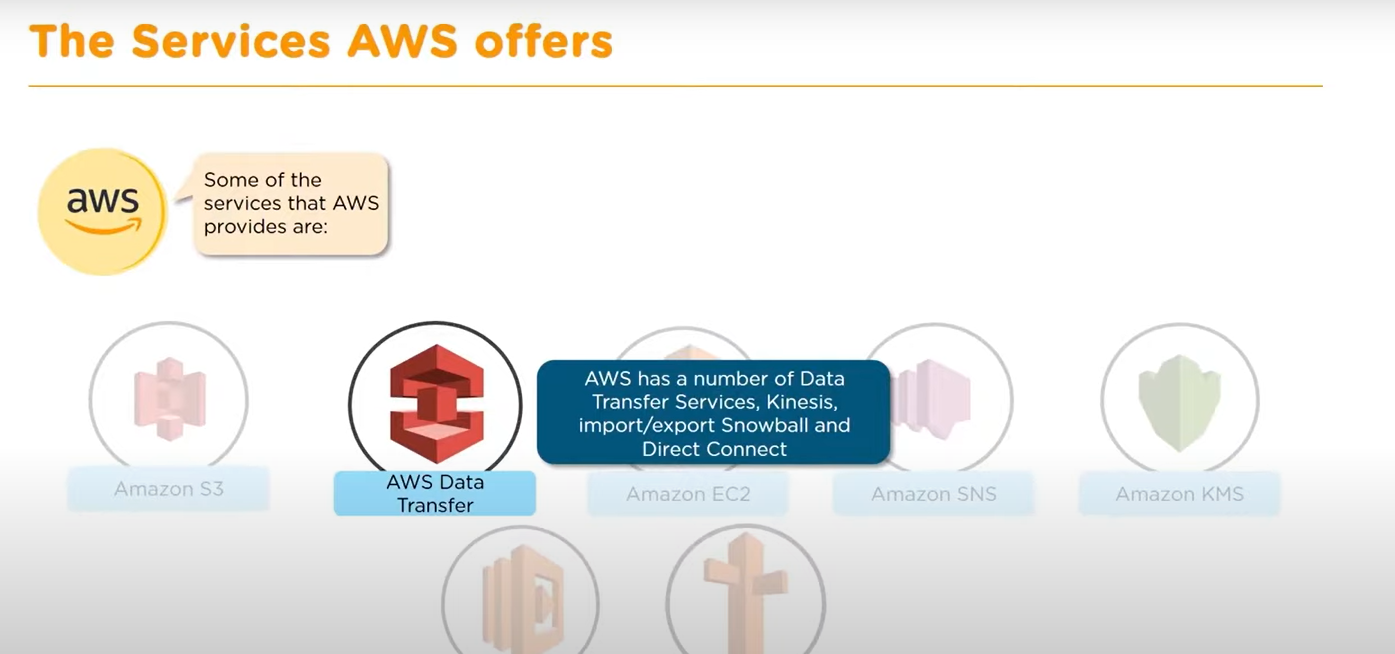 The Services AWS offers
aws
Some of the
services that AWS
provides are:
AWS has a number of Data
Transfer Services, Kinesis,
import/export Snowball and
Direct Connect
Amazon S3
AWS Data
Transfer
Amazon EC2
Amazon SNS
Amazon KMS